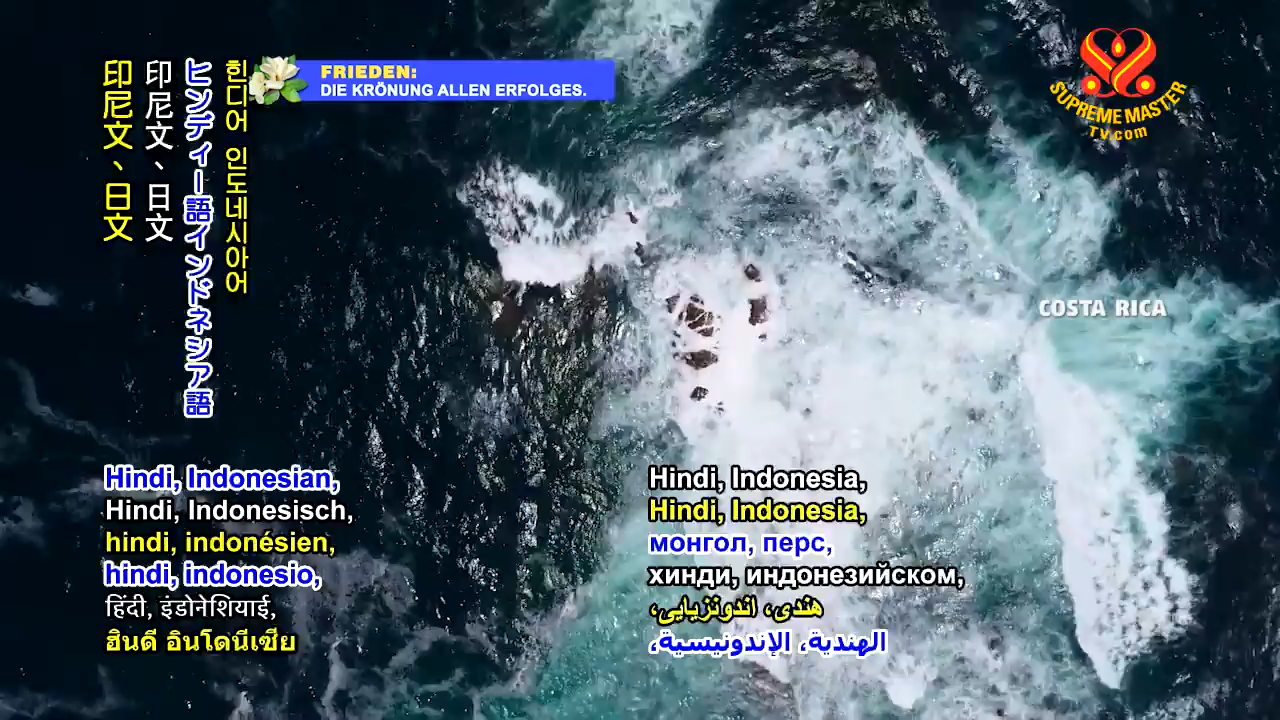 FRIEDEN:
DIE KRÖNUNG ALLEN ERFOLGES.
SUPREME MASTER
TV.com
印尼文、日文
印尼文、日文
ヒンディー語インドネシア語
힌디어 인도네시아어
COSTA RICA
Hindi, Indonesian,
Hindi, Indonesisch,
hindi, indonésien,
hindi, indonesio,
हिंदी, इंडोनेशियाई,
ฮินดี อินโดนีเซีย
Hindi, Indonesia,
Hindi, Indonesia,
монгол, перс,
хинди, индонезийском,
هندی، اندونزیایی،
الهندية، الإندونيسية،